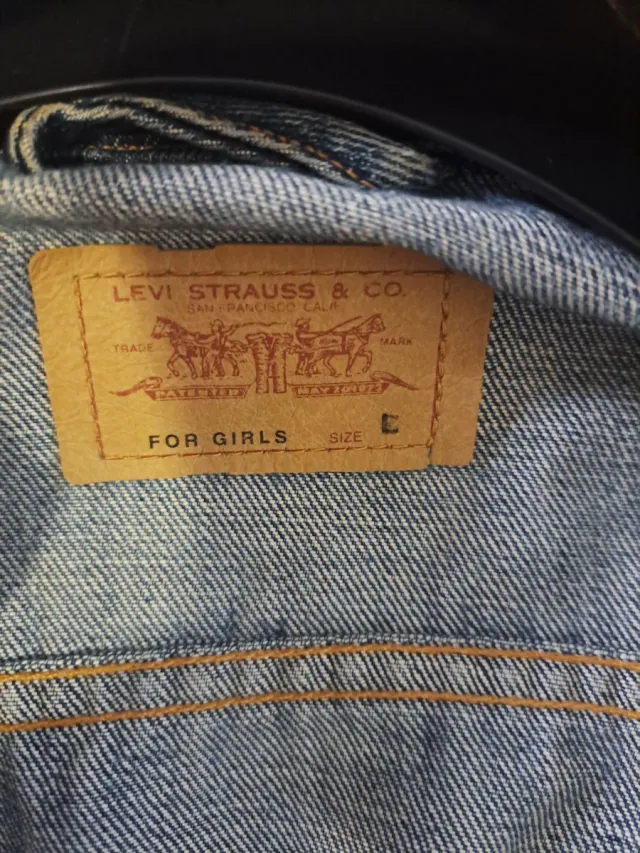 LEVI STRAUSS & CO.
SAN FRANCISCO CALIF
TRADE MARK
PATENTED MAY 20 1873
FOR GIRLS SIZE L